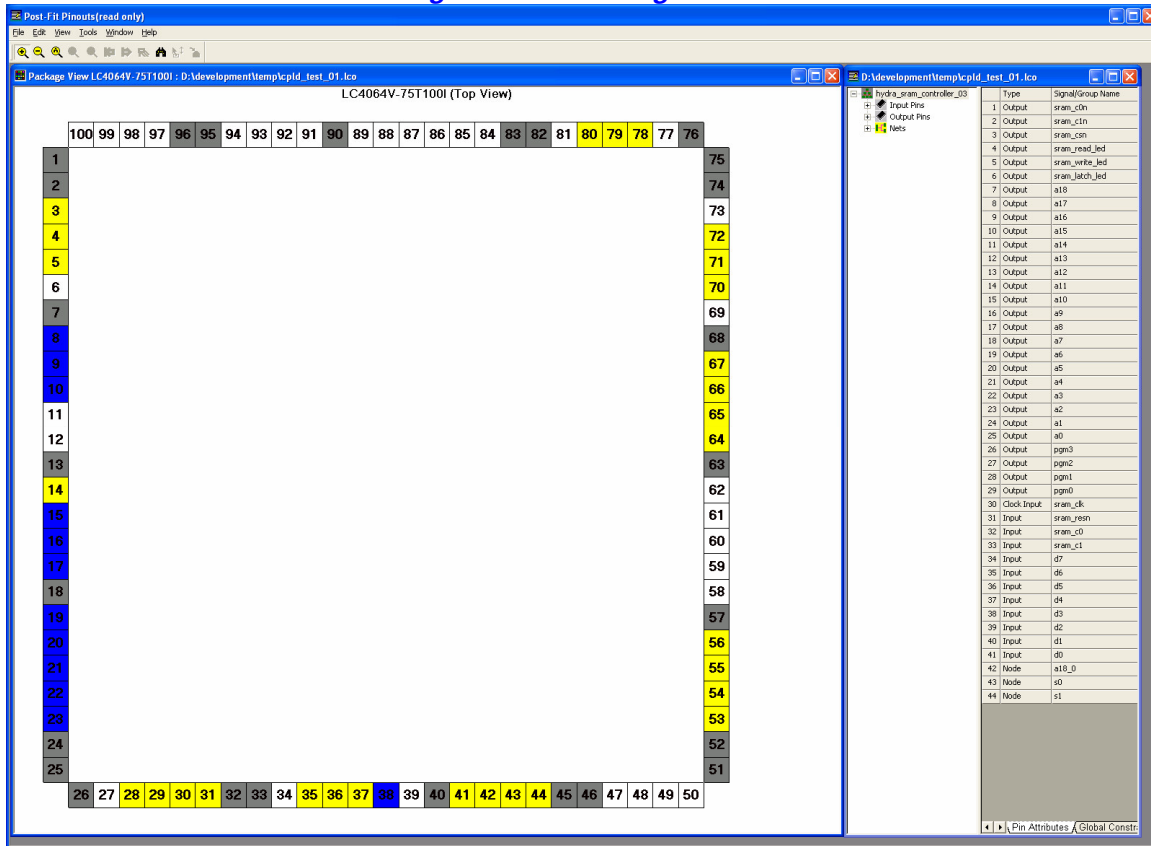 Post-Fit Pinouts(read only)
File Edit View Tools Window Help
Package View LC4064V-75T100I : D:\development\temp\cpld_test_01.lco
LC4064V-75T100I (Top View)
100 99 98 97 96 95 94 93 92 91 90 89 88 87 86 85 84 83 82 81 80 79 78 77 76
1
2
3
4
5
6
7
8
9
10
11
12
13
14
15
16
17
18
19
20
21
22
23
24
25
75
74
73
72
71
70
69
68
67
66
65
64
63
62
61
60
59
58
57
56
55
54
53
52
51
26 27 28 29 30 31 32 33 34 35 36 37 38 39 40 41 42 43 44 45 46 47 48 49 50
D:\development\temp\cpld_test_01.lco
hydra_sram_controller_03
Input Pins
Output Pins
Nets
Type Signal/Group Name
1 Output sram_c0n
2 Output sram_c1n
3 Output sram_csn
4 Output sram_read_led
5 Output sram_write_led
6 Output sram_latch_led
7 Output a18
8 Output a17
9 Output a16
10 Output a15
11 Output a14
12 Output a13
13 Output a12
14 Output a11
15 Output a10
16 Output a9
17 Output a8
18 Output a7
19 Output a6
20 Output a5
21 Output a4
22 Output a3
23 Output a2
24 Output a1
25 Output a0
26 Output pgm3
27 Output pgm2
28 Output pgm1
29 Output pgm0
30 Clock Input sram_clk
31 Input sram_resn
32 Input sram_c0
33 Input sram_c1
34 Input d7
35 Input d6
36 Input d5
37 Input d4
38 Input d3
39 Input d2
40 Input d1
41 Input d0
42 Node a18_0
43 Node s0
44 Node s1
Pin Attributes Global Constr